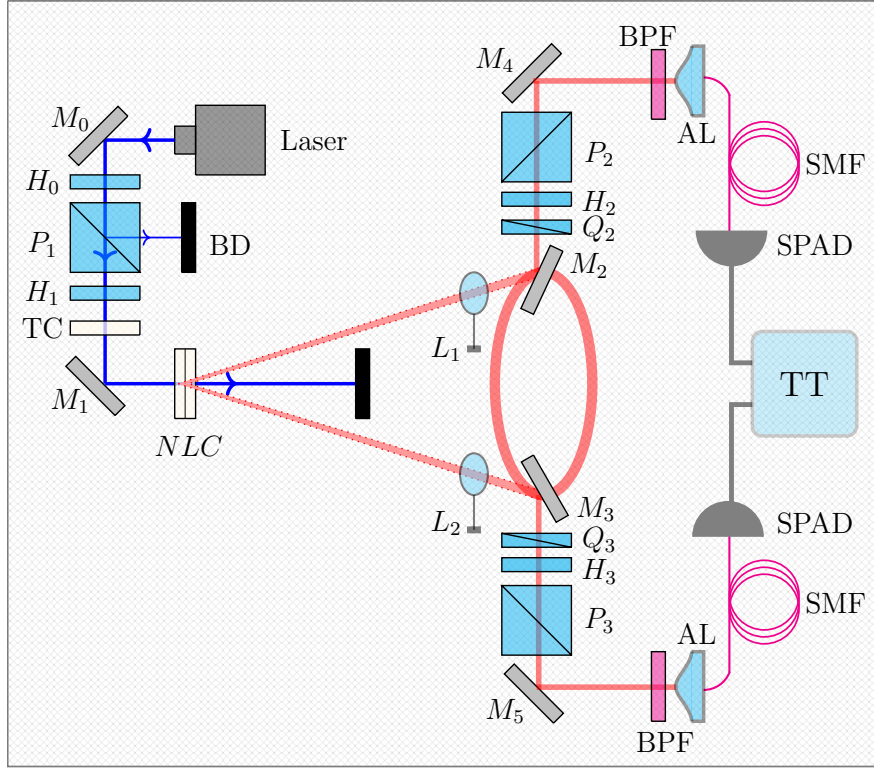 BPF
M₄
M₀
Laser
AL
P₂
SMF
H₀
H₂
Q₂
P₁
BD
SPAD
M₂
H₁
L₁
TC
TT
M₁
NLC
M₃
L₂
SPAD
Q₃
H₃
SMF
P₃
AL
M₅
BPF